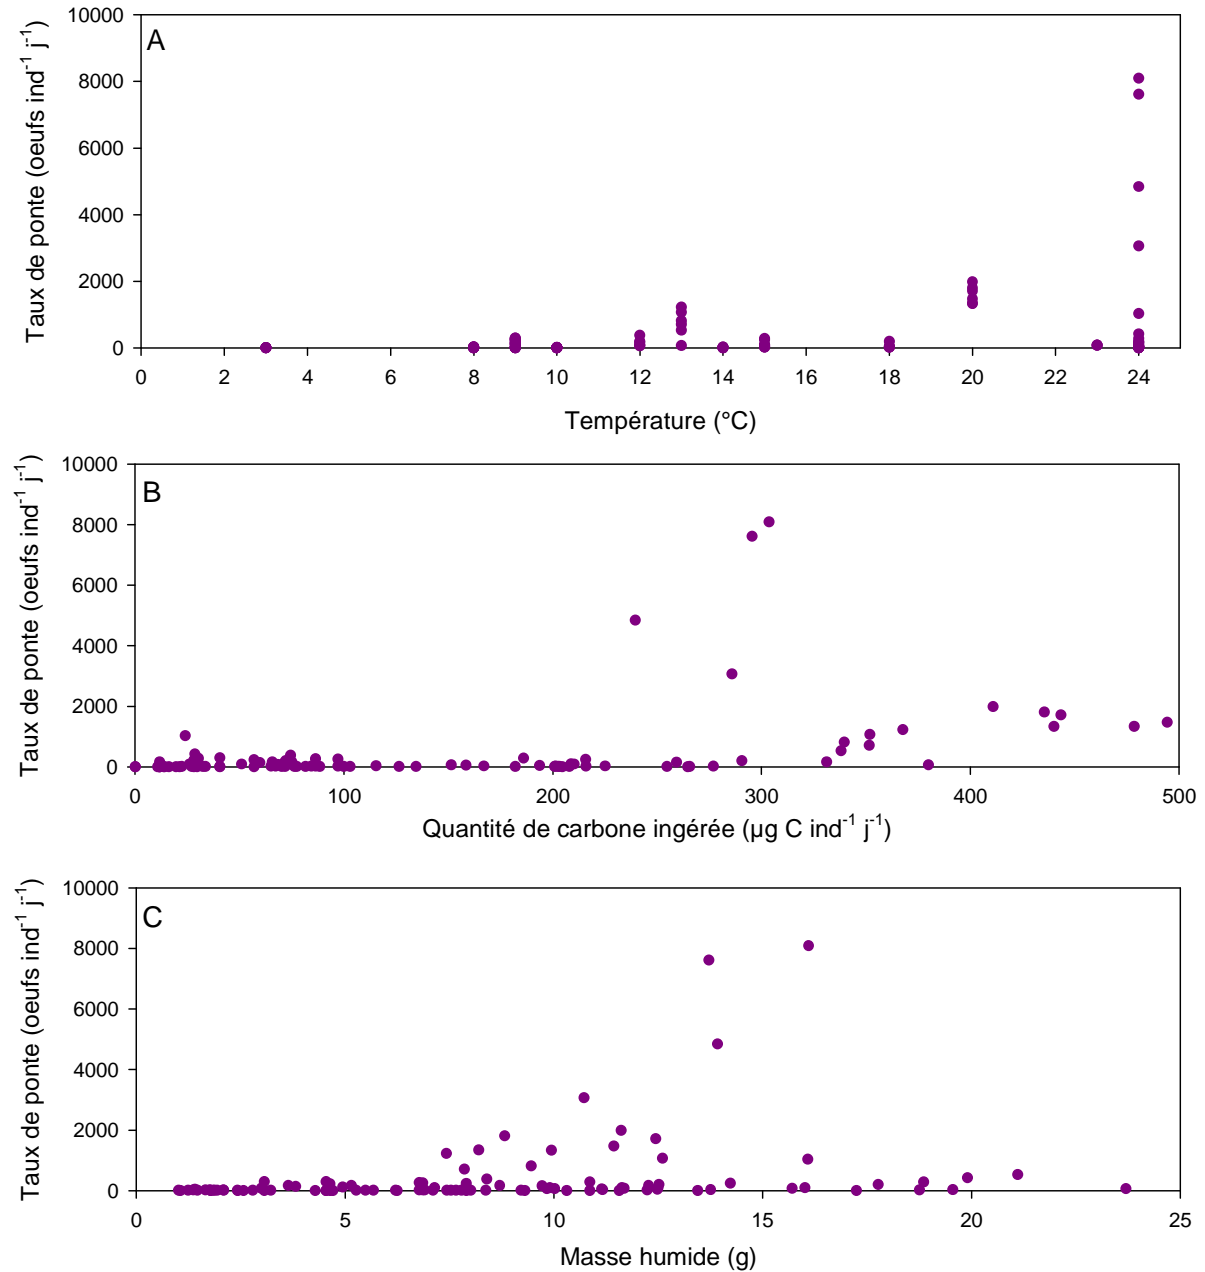 A
Taux de ponte (oeufs ind⁻¹ j⁻¹)
10000
8000
6000
4000
2000
0
0 2 4 6 8 10 12 14 16 18 20 22 24
Température (°C)
B
Taux de ponte (oeufs ind⁻¹ j⁻¹)
10000
8000
6000
4000
2000
0
0 100 200 300 400 500
Quantité de carbone ingérée (µg C ind⁻¹ j⁻¹)
C
Taux de ponte (oeufs ind⁻¹ j⁻¹)
10000
8000
6000
4000
2000
0
0 5 10 15 20 25
Masse humide (g)